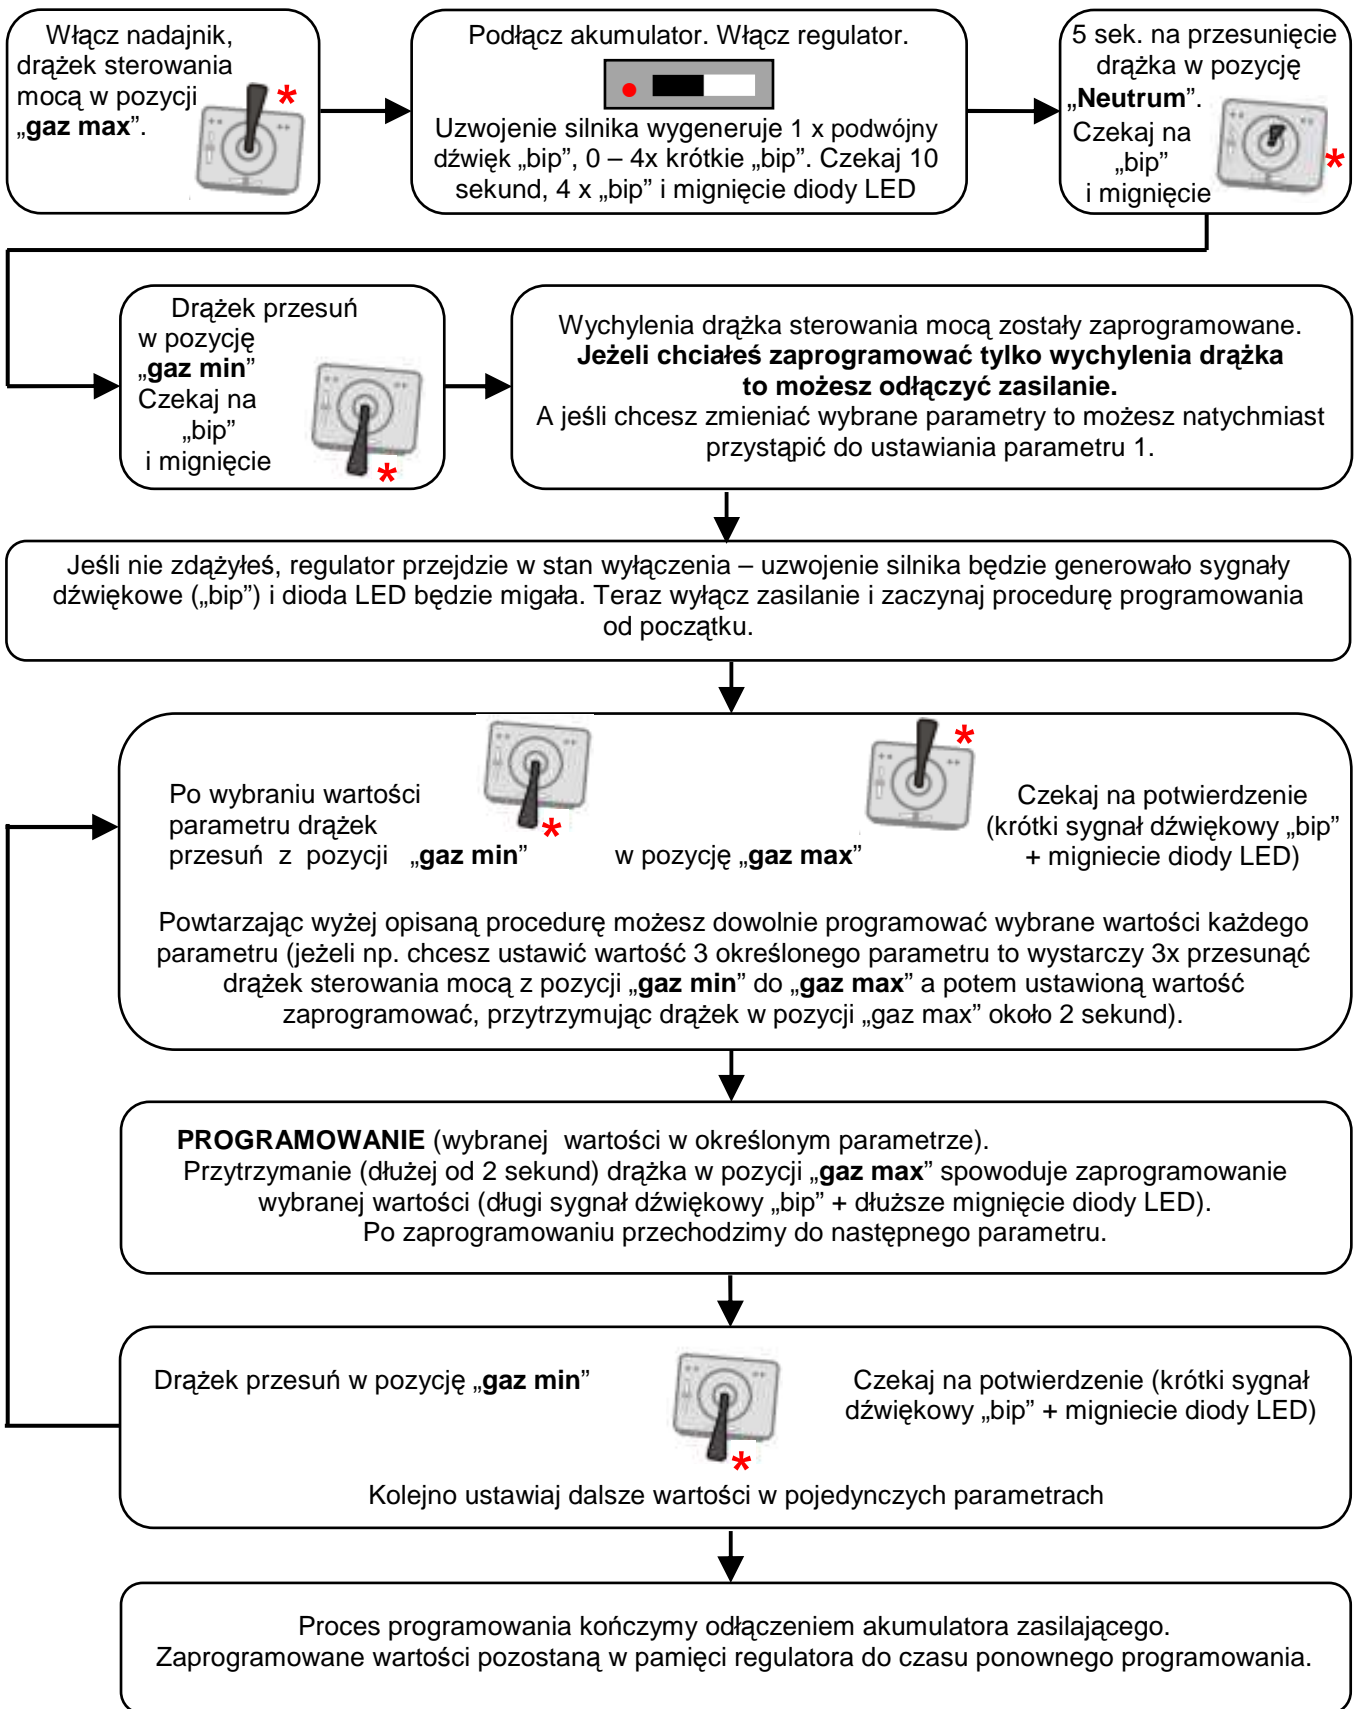 Włącz nadajnik,
drążek sterowania
mocą w pozycji
„gaz max”.
Podłącz akumulator. Włącz regulator.
Uzwojenie silnika wygeneruje 1 x podwójny
dźwięk „bip”, 0 – 4x krótkie „bip”. Czekaj 10
sekund, 4 x „bip” i mignięcie diody LED
5 sek. na przesunięcie
drążka w pozycję
„Neutrum”.
Czekaj na
„bip”
i mignięcie
Drążek przesuń
w pozycję
„gaz min”
Czekaj na
„bip”
i mignięcie
Wychylenia drążka sterowania mocą zostały zaprogramowane.
Jeżeli chciałeś zaprogramować tylko wychylenia drążka
to możesz odłączyć zasilanie.
A jeśli chcesz zmieniać wybrane parametry to możesz natychmiast
przystąpić do ustawiania parametru 1.
Jeśli nie zdążyłeś, regulator przejdzie w stan wyłączenia – uzwojenie silnika będzie generowało sygnały
dźwiękowe („bip”) i dioda LED będzie migała. Teraz wyłącz zasilanie i zaczynaj procedurę programowania
od początku.
Po wybraniu wartości
parametru drążek
przesuń z pozycji „gaz min” w pozycję „gaz max”
Czekaj na potwierdzenie
(krótki sygnał dźwiękowy „bip”
+ migniecie diody LED)
Powtarzając wyżej opisaną procedurę możesz dowolnie programować wybrane wartości każdego
parametru (jeżeli np. chcesz ustawić wartość 3 określonego parametru to wystarczy 3x przesunąć
drążek sterowania mocą z pozycji „gaz min” do „gaz max” a potem ustawioną wartość
zaprogramować, przytrzymując drążek w pozycji „gaz max” około 2 sekund).
PROGRAMOWANIE (wybranej wartości w określonym parametrze).
Przytrzymanie (dłużej od 2 sekund) drążka w pozycji „gaz max” spowoduje zaprogramowanie
wybranej wartości (długi sygnał dźwiękowy „bip” + dłuższe mignięcie diody LED).
Po zaprogramowaniu przechodzimy do następnego parametru.
Drążek przesuń w pozycję „gaz min”
Czekaj na potwierdzenie (krótki sygnał
dźwiękowy „bip” + migniecie diody LED)
Kolejno ustawiaj dalsze wartości w pojedynczych parametrach
Proces programowania kończymy odłączeniem akumulatora zasilającego.
Zaprogramowane wartości pozostaną w pamięci regulatora do czasu ponownego programowania.